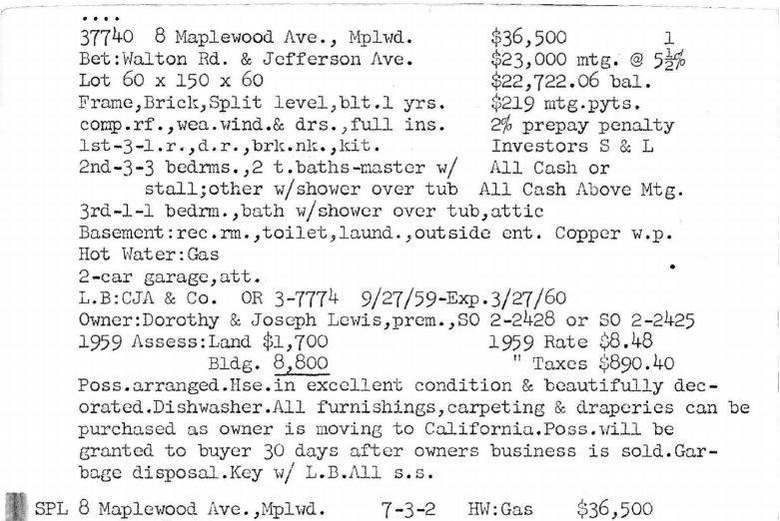 ....
37740 8 Maplewood Ave., Mplwd. $36,500 1
Bet:Walton Rd. & Jefferson Ave. $23,000 mtg. @ 5½%
Lot 60 x 150 x 60 $22,722.06 bal.
Frame,Brick,Split level,blt.1 yrs. $219 mtg.pyts.
comp.rf.,wea.wind.& drs.,full ins. 2% prepay penalty
1st-3-l.r.,d.r.,brk.nk.,kit. Investors S & L
2nd-3-3 bedrms.,2 t.baths-master w/ All Cash or
stall;other w/shower over tub All Cash Above Mtg.
3rd-1-1 bedrm.,bath w/shower over tub,attic
Basement:rec.rm.,toilet,laund.,outside ent. Copper w.p.
Hot Water:Gas
2-car garage,att.
L.B:CJA & Co. OR 3-7774 9/27/59-Exp.3/27/60
Owner:Dorothy & Joseph Lewis,prem.,SO 2-2428 or SO 2-2425
1959 Assess:Land $1,700 1959 Rate $8.48
Bldg. 8,800 " Taxes $890.40
Poss.arranged.Hse.in excellent condition & beautifully dec-
orated.Dishwasher.All furnishings,carpeting & draperies can be
purchased as owner is moving to California.Poss.will be
granted to buyer 30 days after owners business is sold.Gar-
bage disposal.Key w/ L.B.All s.s.
SPL 8 Maplewood Ave.,Mplwd. 7-3-2 HW:Gas $36,500